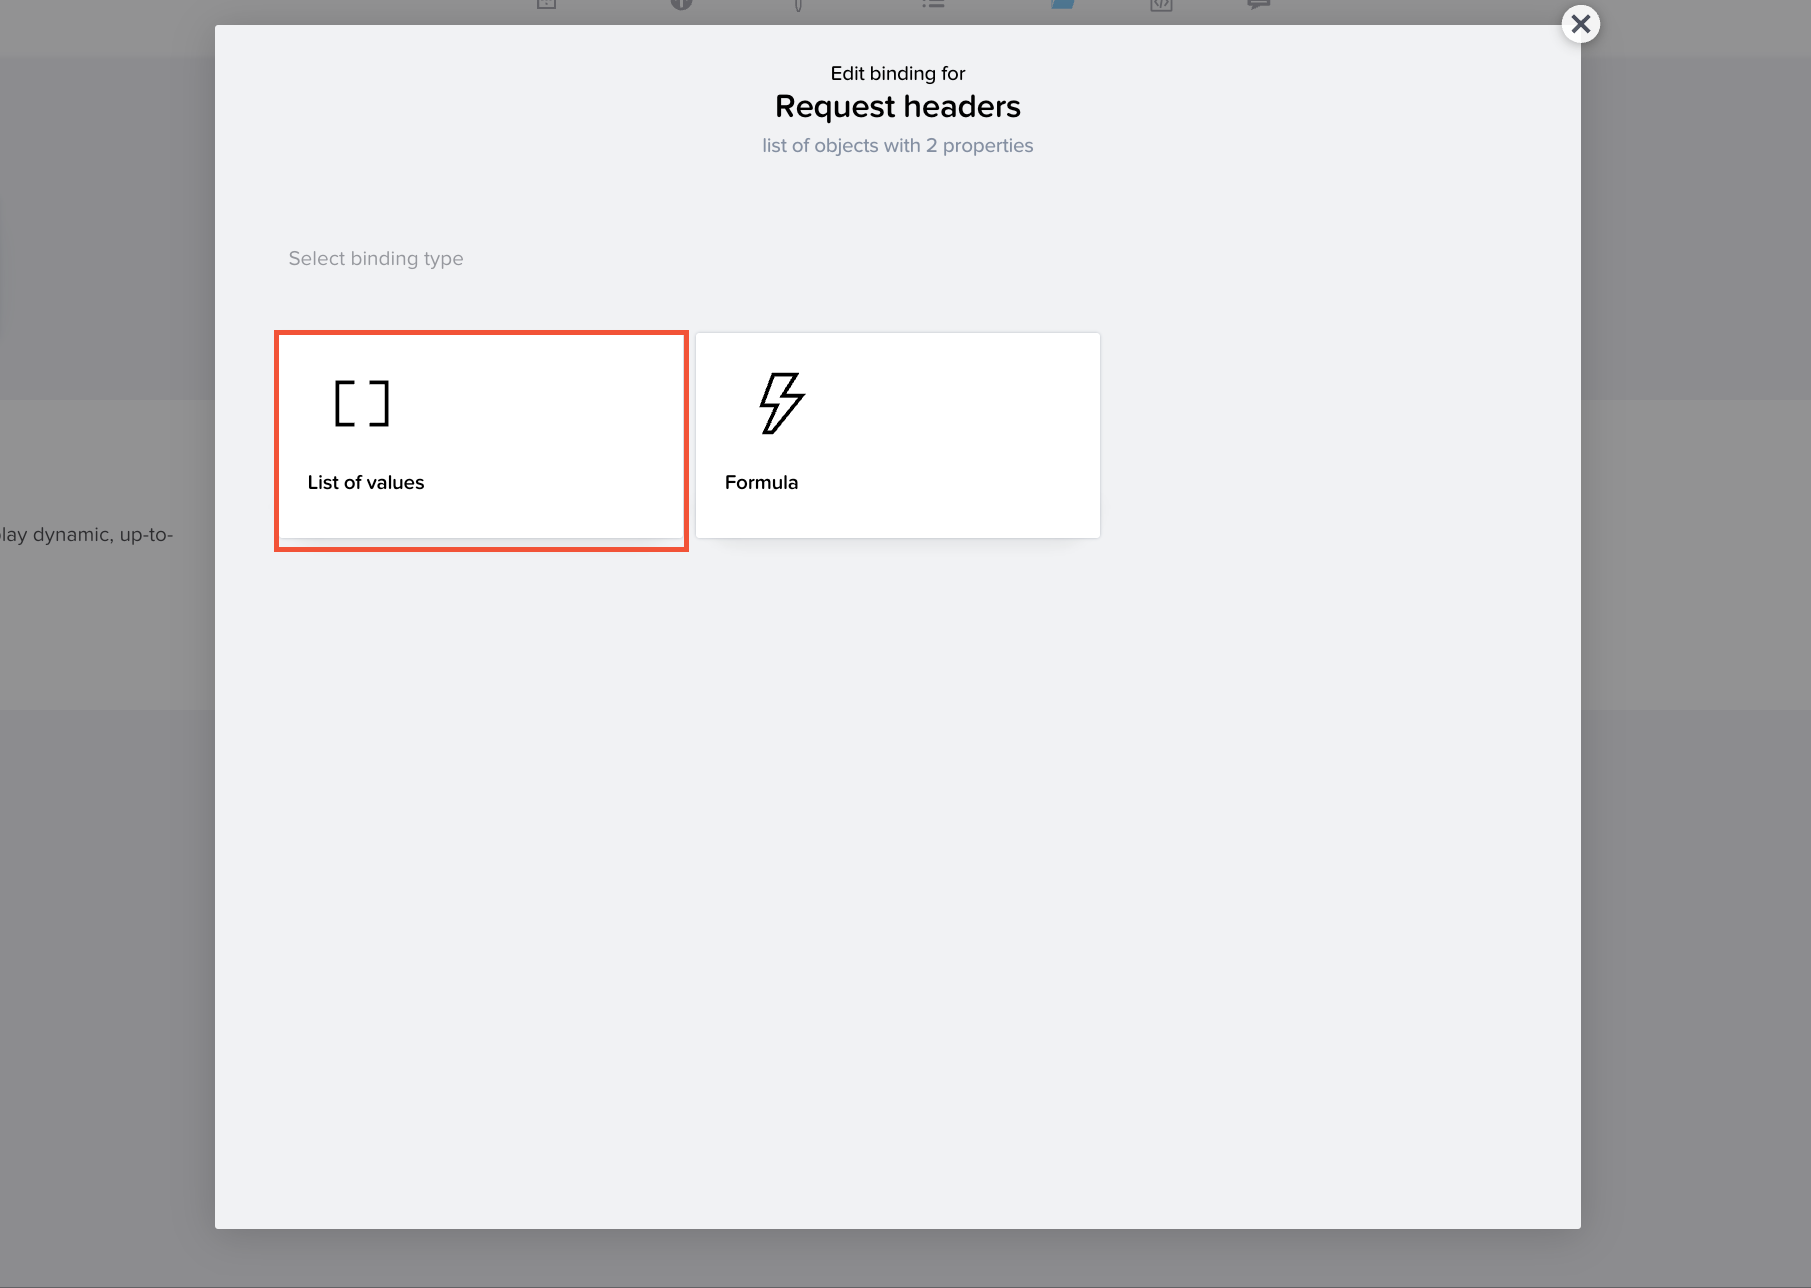 Edit binding for
Request headers
list of objects with 2 properties
Select binding type
List of values
Formula
dynamic, up-to-